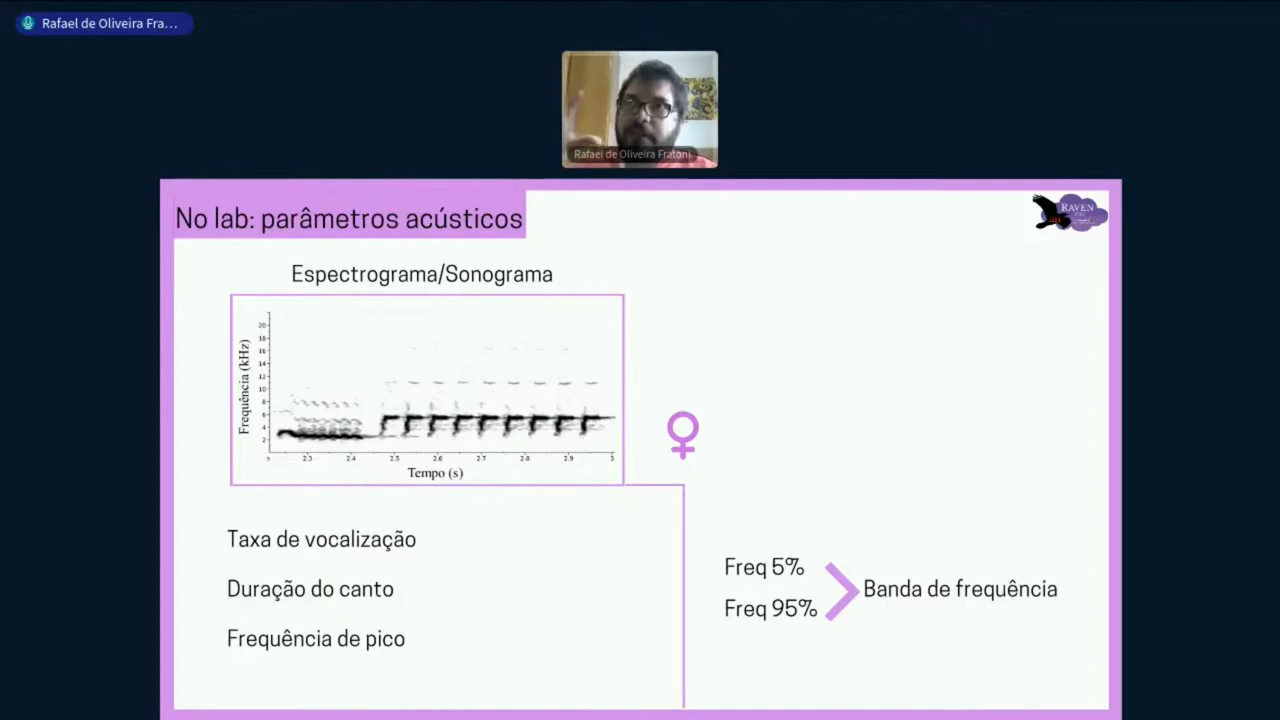 Rafael de Oliveira Fra...
Rafael de Oliveira Fratoni
No lab: parâmetros acústicos
RAVEN
Espectrograma/Sonograma
Frequência (kHz)
20
18
16
14
12
10
8
6
4
2
2.3
2.4
2.5
2.6
2.7
2.8
2.9
3
Tempo (s)
Taxa de vocalização
Duração do canto
Frequência de pico
Freq 5%
Freq 95%
Banda de frequência